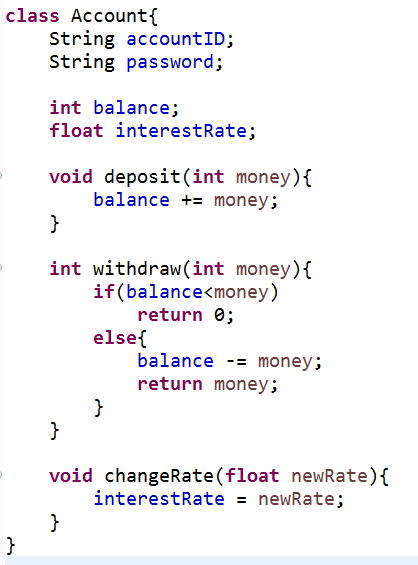 class Account{
    String accountID;
    String password;

    int balance;
    float interestRate;

    void deposit(int money){
        balance += money;
    }

    int withdraw(int money){
        if(balance<money)
            return 0;
        else{
            balance -= money;
            return money;
        }
    }

    void changeRate(float newRate){
        interestRate = newRate;
    }
}